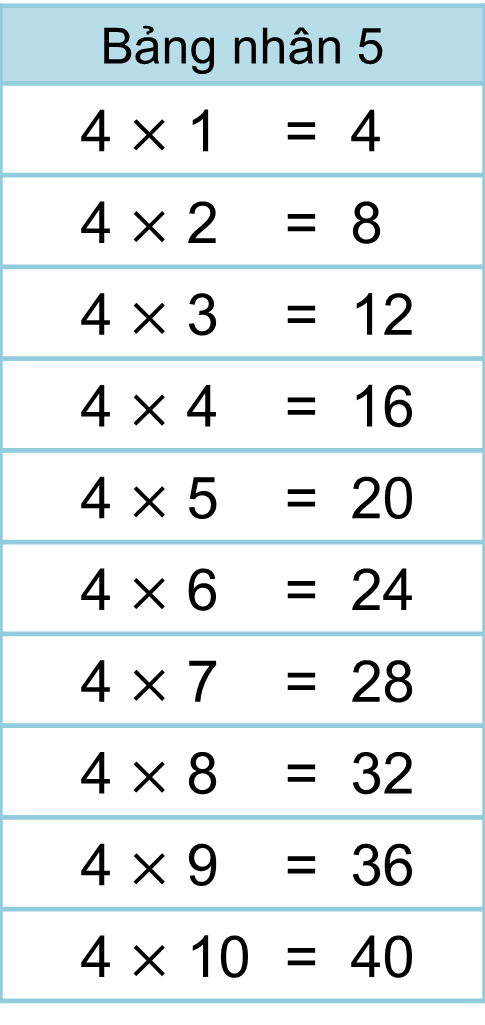 Bảng nhân 5
4 × 1 = 4
4 × 2 = 8
4 × 3 = 12
4 × 4 = 16
4 × 5 = 20
4 × 6 = 24
4 × 7 = 28
4 × 8 = 32
4 × 9 = 36
4 × 10 = 40